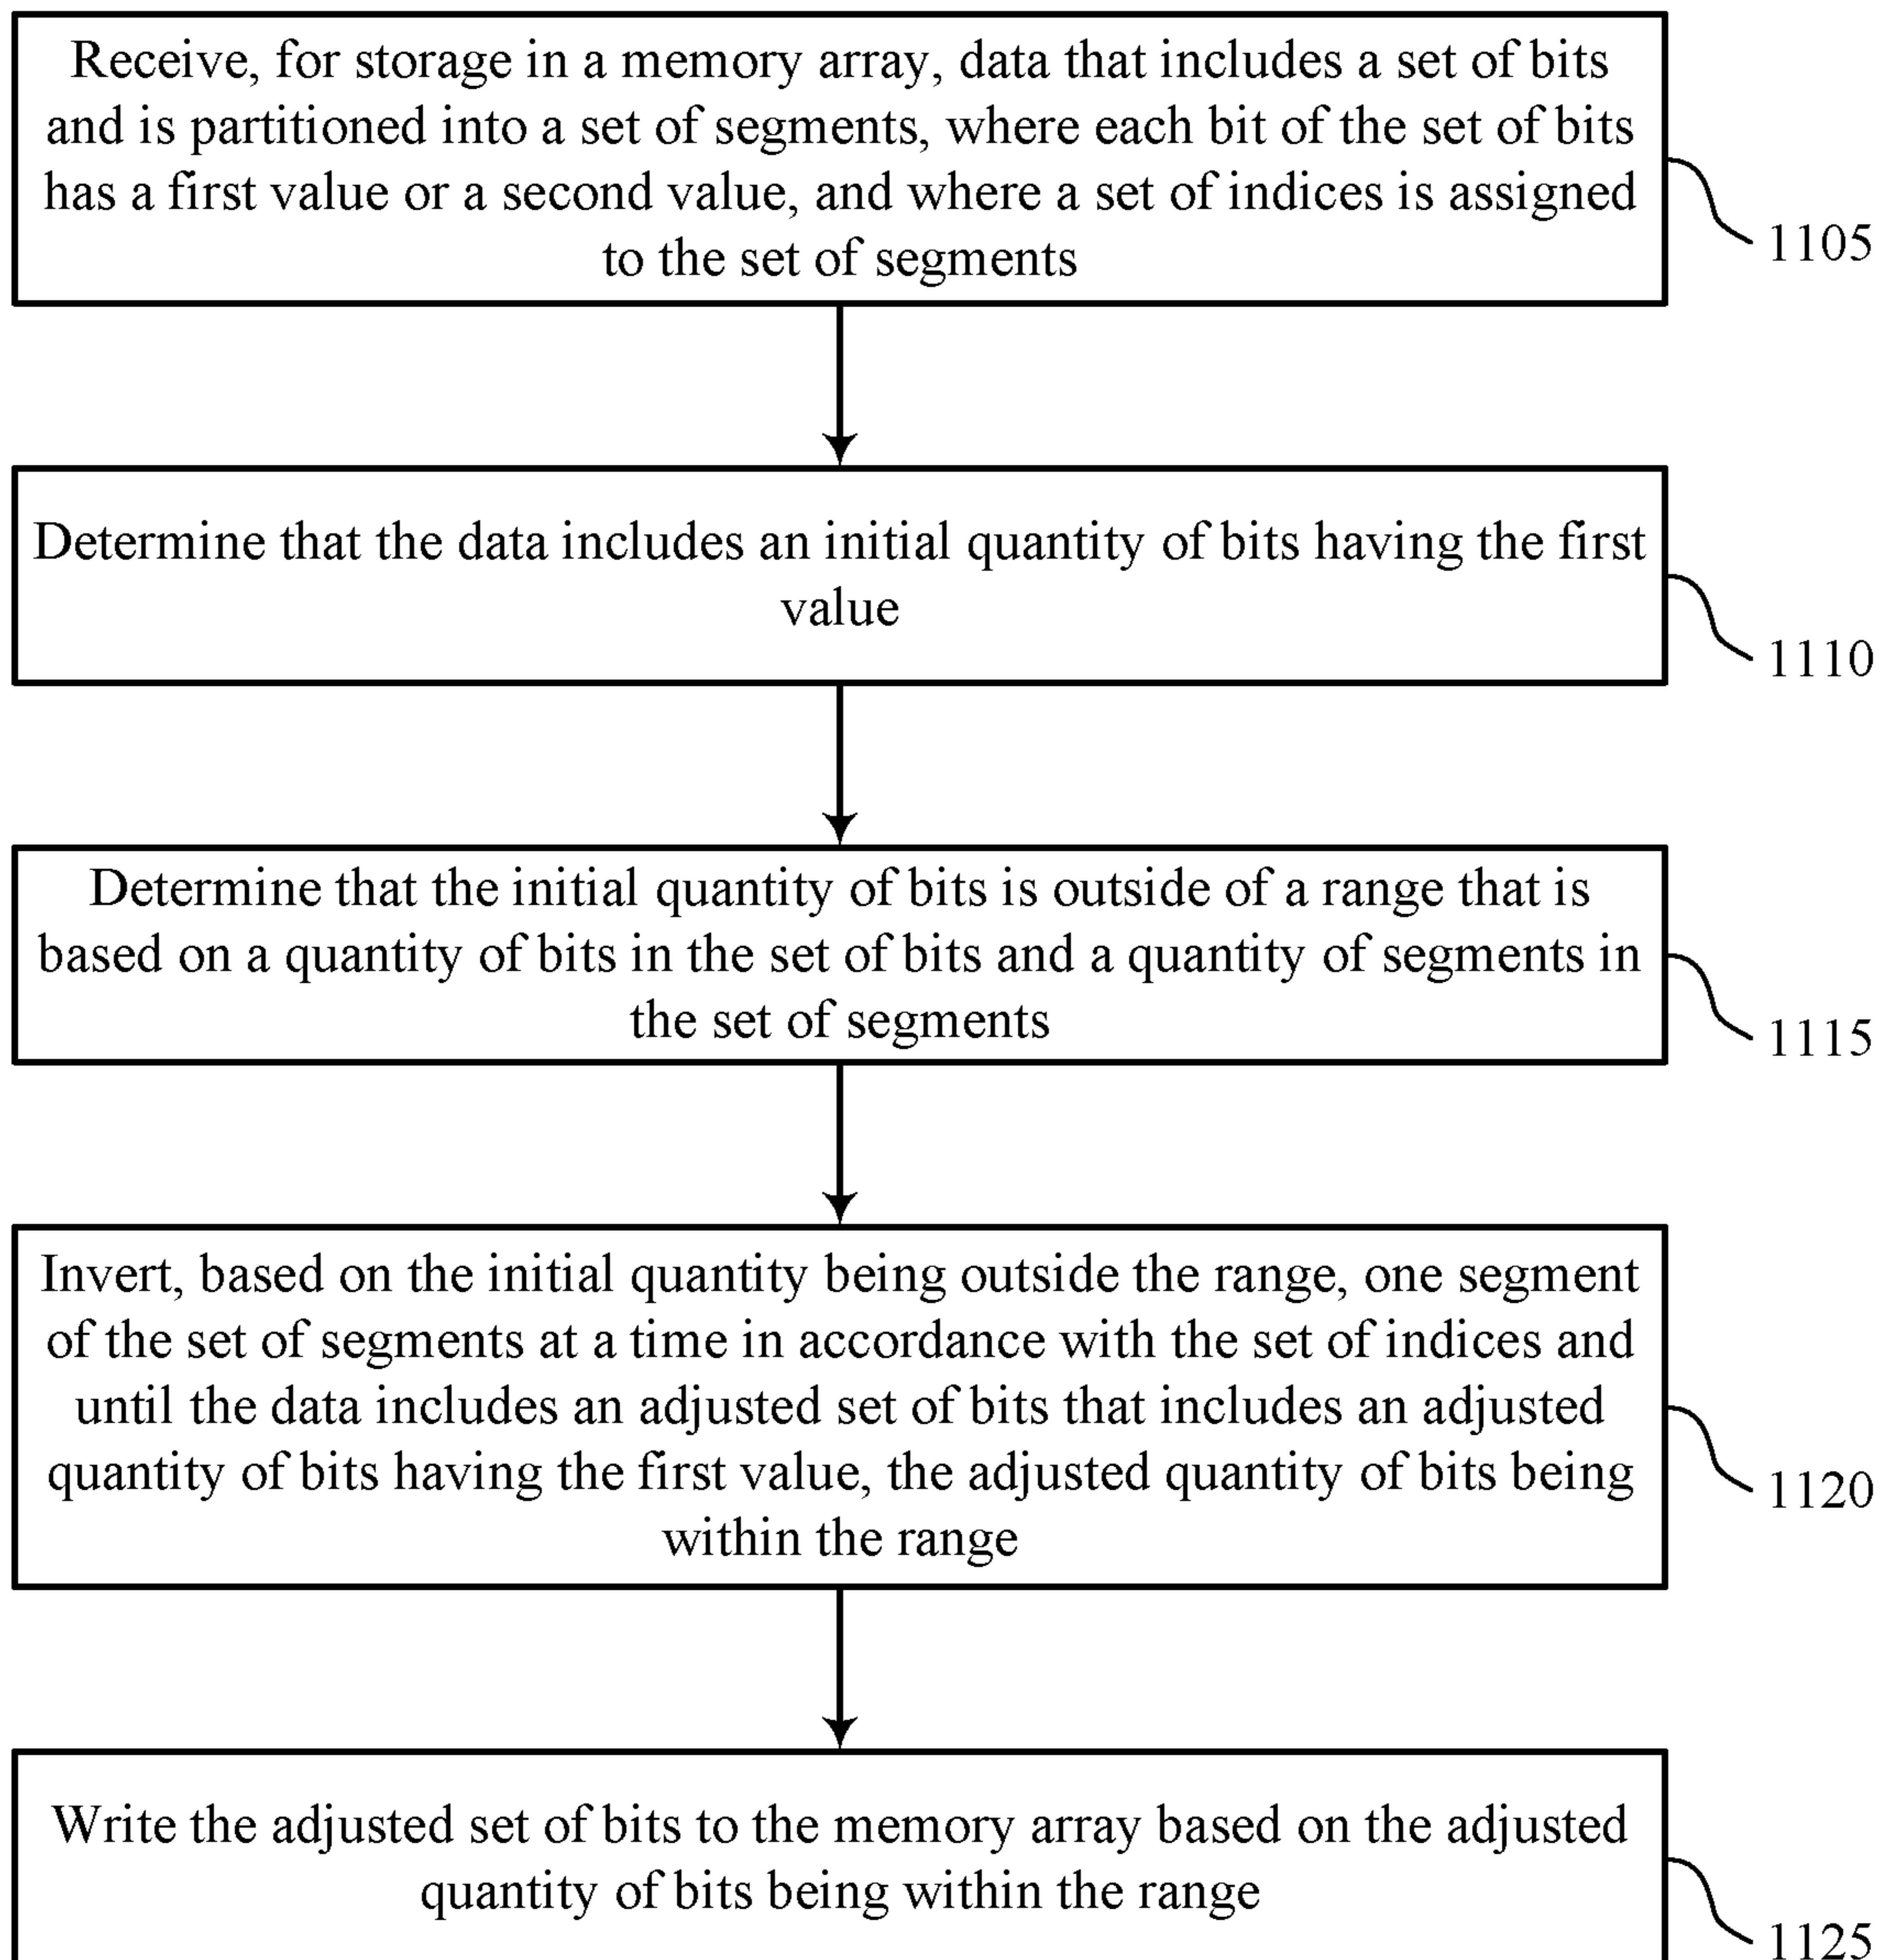 Receive, for storage in a memory array, data that includes a set of bits
and is partitioned into a set of segments, where each bit of the set of bits
has a first value or a second value, and where a set of indices is assigned
to the set of segments
1105
Determine that the data includes an initial quantity of bits having the first
value
1110
Determine that the initial quantity of bits is outside of a range that is
based on a quantity of bits in the set of bits and a quantity of segments in
the set of segments
1115
Invert, based on the initial quantity being outside the range, one segment
of the set of segments at a time in accordance with the set of indices and
until the data includes an adjusted set of bits that includes an adjusted
quantity of bits having the first value, the adjusted quantity of bits being
within the range
1120
Write the adjusted set of bits to the memory array based on the adjusted
quantity of bits being within the range
1125